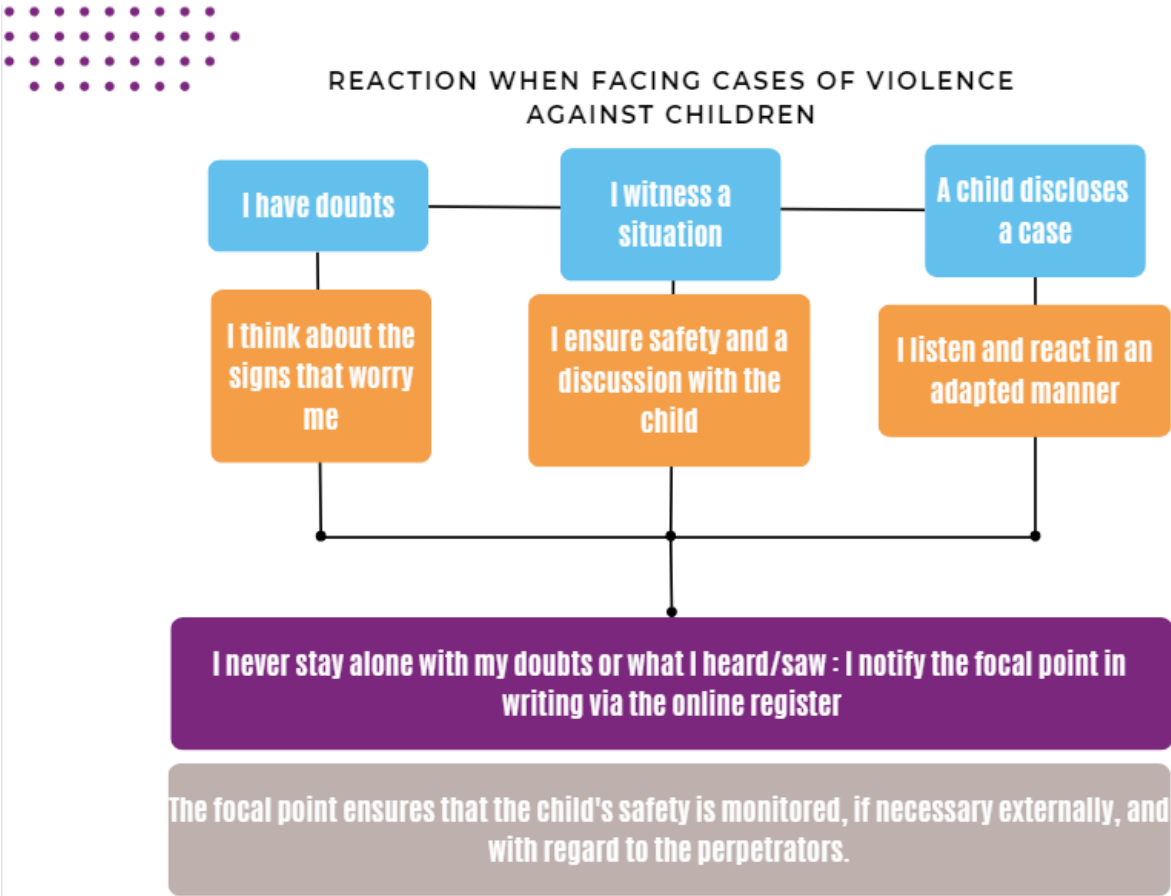 REACTION WHEN FACING CASES OF VIOLENCE
AGAINST CHILDREN
I have doubts
I witness a
situation
A child discloses
a case
I think about the
signs that worry
me
I ensure safety and a
discussion with the
child
I listen and react in an
adapted manner
I never stay alone with my doubts or what I heard/saw : I notify the focal point in
writing via the online register
The focal point ensures that the child's safety is monitored, if necessary externally, and
with regard to the perpetrators.